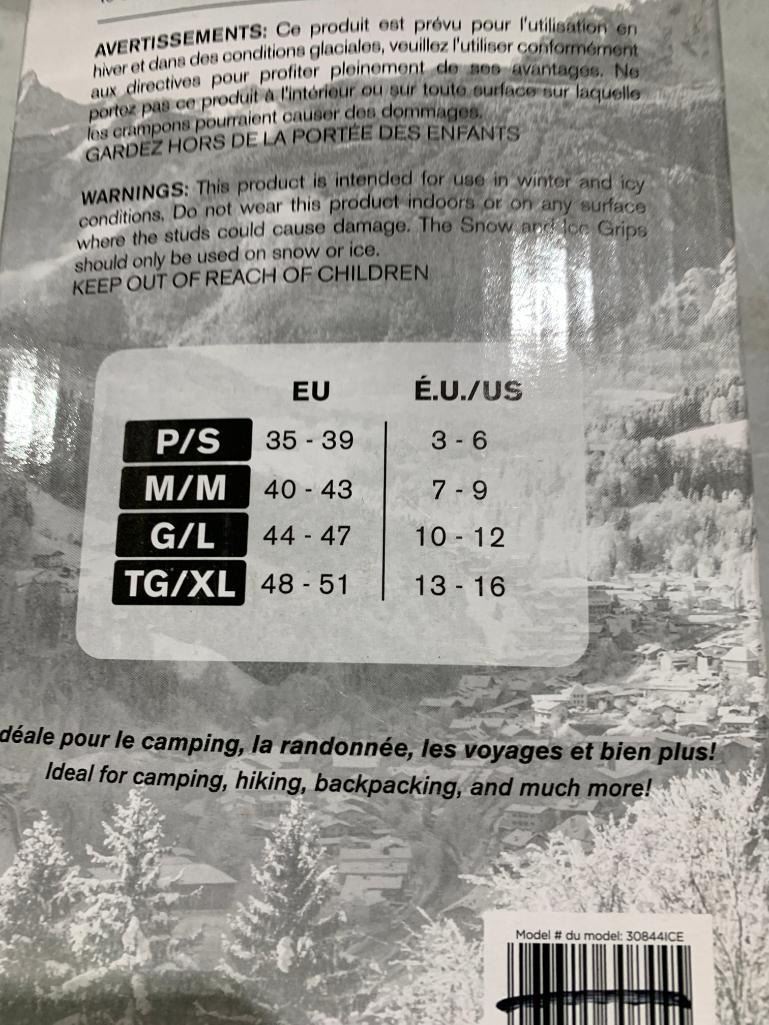 AVERTISSEMENTS: Ce produit est prévu pour l'utilisation en
hiver et dans des conditions glaciales, veuillez l'utiliser conformément
aux directives pour profiter pleinement de ses avantages. Ne
portez pas ce produit à l'intérieur ou sur toute surface sur laquelle
les crampons pourraient causer des dommages.
GARDEZ HORS DE LA PORTÉE DES ENFANTS
WARNINGS: This product is intended for use in winter and icy
conditions. Do not wear this product indoors or on any surface
where the studs could cause damage. The Snow and Ice Grips
should only be used on snow or ice.
KEEP OUT OF REACH OF CHILDREN
EU É.U./US
P/S 35 - 39 3 - 6
M/M 40 - 43 7 - 9
G/L 44 - 47 10 - 12
TG/XL 48 - 51 13 - 16
déale pour le camping, la randonnée, les voyages et bien plus!
Ideal for camping, hiking, backpacking, and much more!
Model # du model: 30844ICE